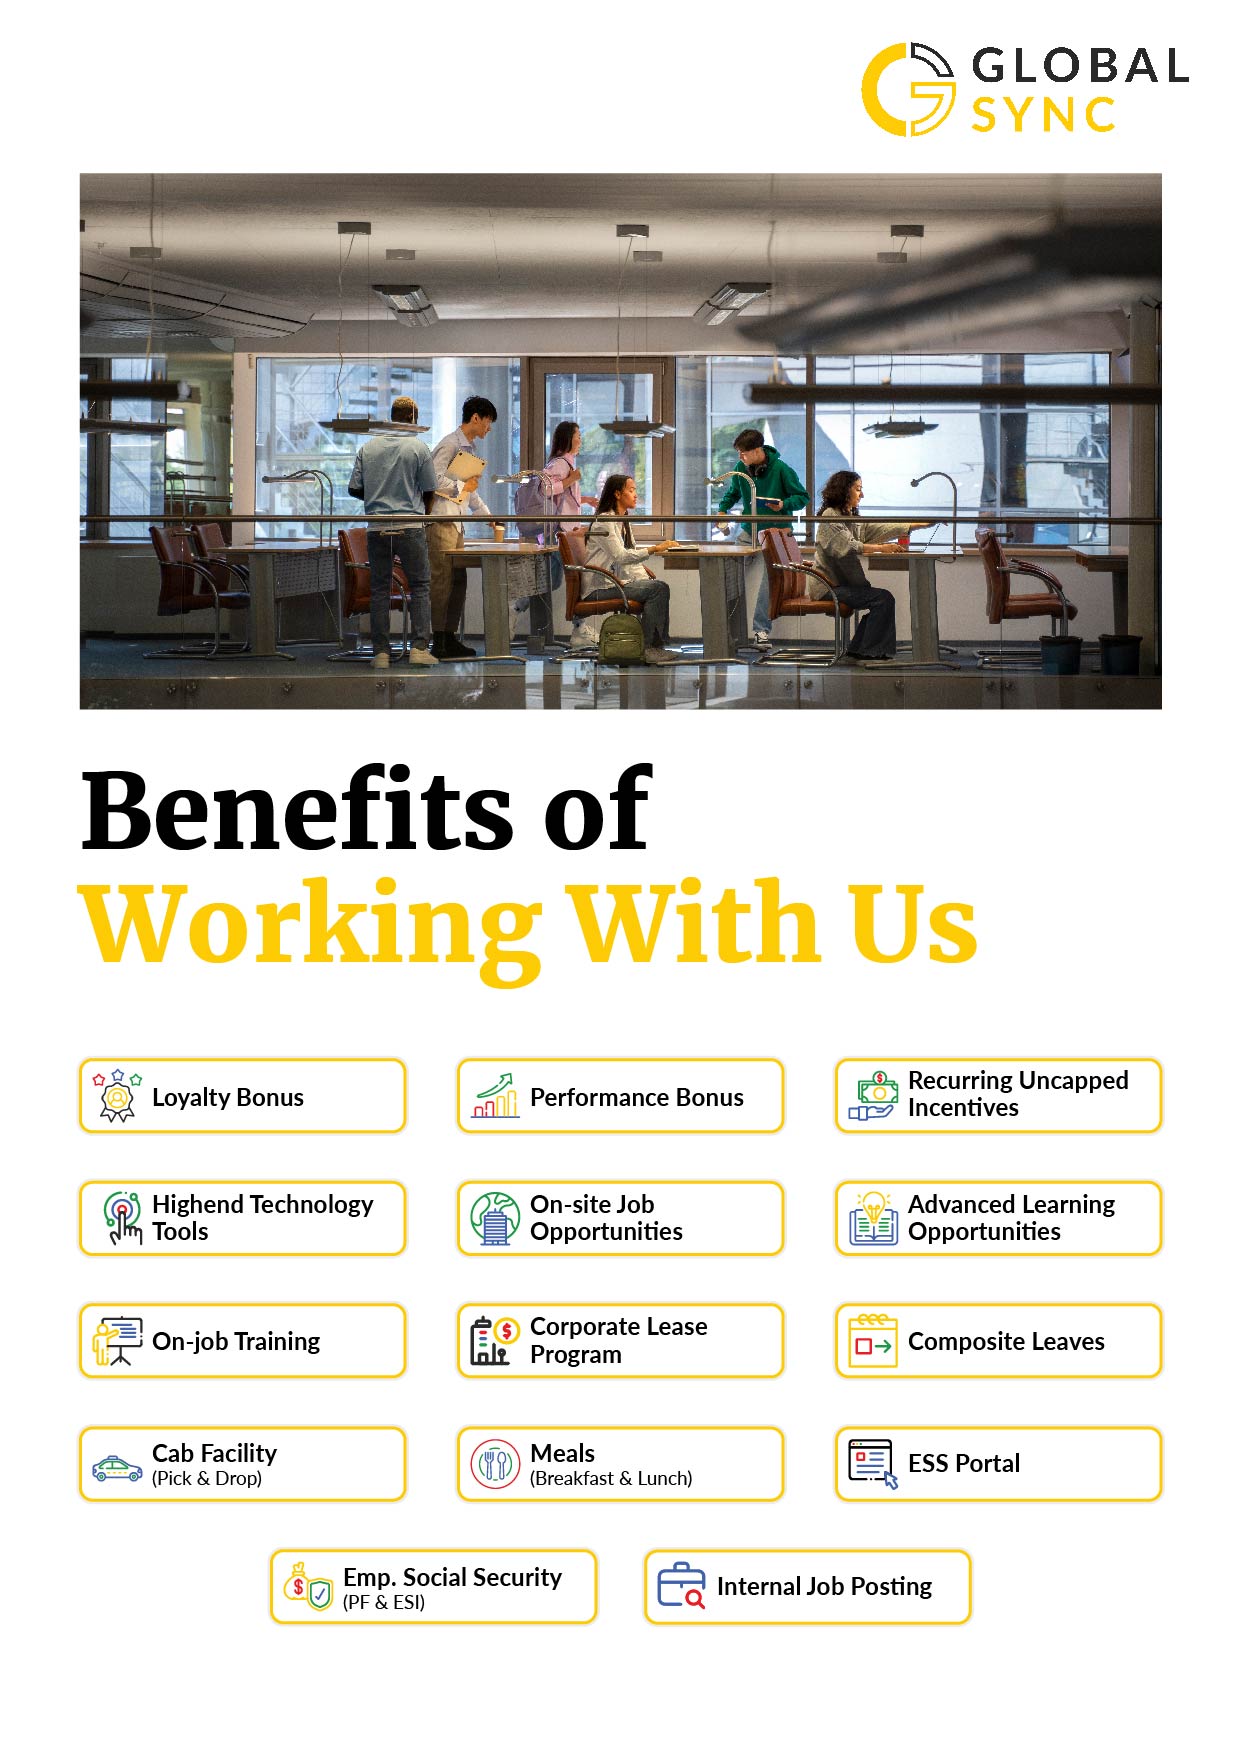 GLOBAL
SYNC
Benefits of
Working With Us
Loyalty Bonus
Performance Bonus
Recurring Uncapped
Incentives
Highend Technology
Tools
On-site Job
Opportunities
Advanced Learning
Opportunities
On-job Training
Corporate Lease
Program
Composite Leaves
Cab Facility
(Pick & Drop)
Meals
(Breakfast & Lunch)
ESS Portal
Emp. Social Security
(PF & ESI)
Internal Job Posting